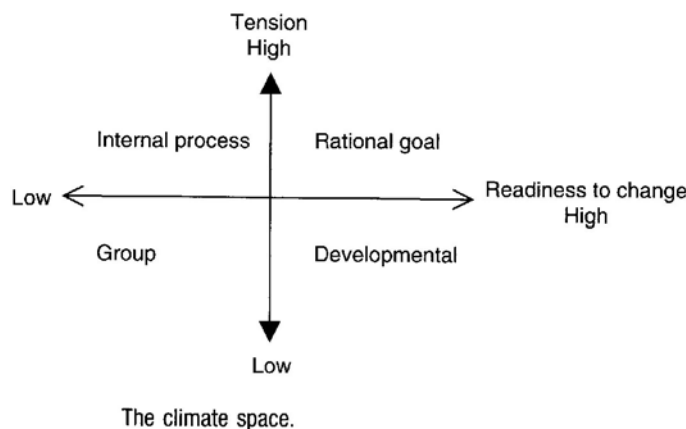 Tension
High
Internal process
Rational goal
Low
Readiness to change
High
Group
Developmental
Low
The climate space.